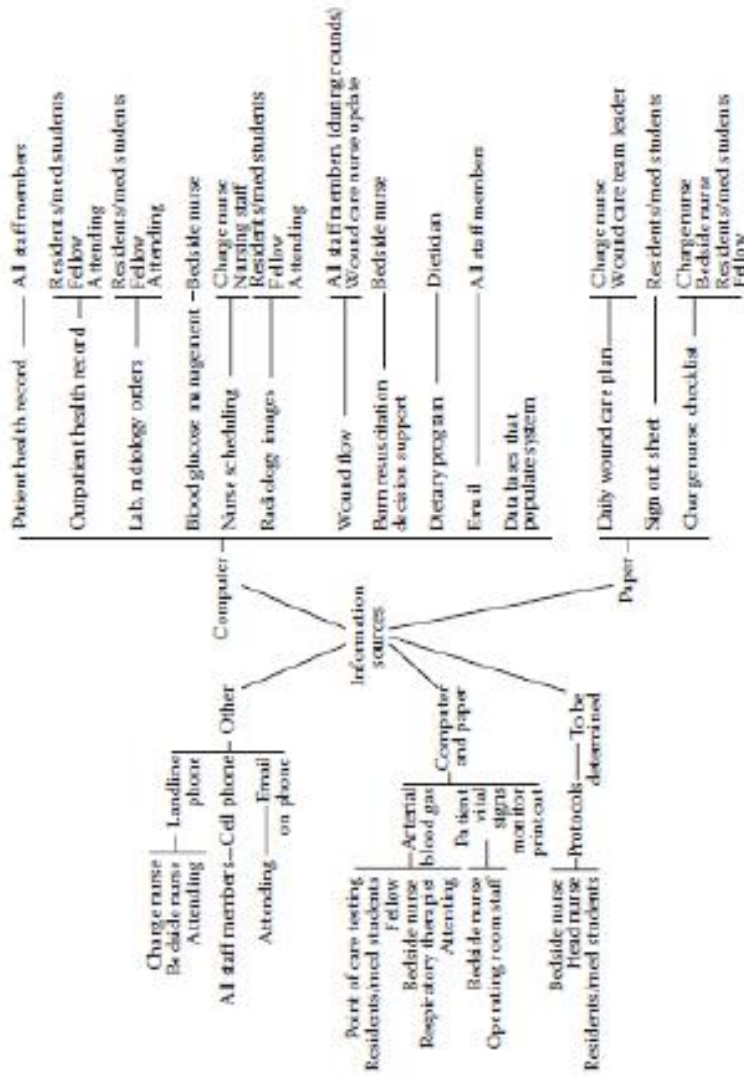 Patient health record
All staff members
Outpatient health record
Residents/med students
Fellow
Attending
Lab, radiology orders
Residents/med students
Fellow
Attending
Blood glucose management
Bedside nurse
Nurse scheduling
Charge nurse
Nursing staff
Radiology images
Residents/med students
Fellow
Attending
Wound flow
All staff members (during rounds)
Wound care nurse update
Burn resuscitation
decision support
Bedside nurse
Dietary program
Dietician
Email
All staff members
Databases that
populate system
Daily wound care plan
Charge nurse
Wound care team leader
Sign out sheet
Residents/med students
Charge nurse checklist
Charge nurse
Bedside nurse
Residents/med students
Fellow
Computer
Paper
Information
sources
Other
Landline
phone
Charge nurse
Bedside nurse
Attending
Cell phone
All staff members
Email
on phone
Attending
Computer
and paper
Arterial
blood gas
Point of care testing
Residents/med students
Fellow
Bedside nurse
Respiratory therapist
Attending
Patient
vital
signs
monitor
print out
Bedside nurse
Operating room staff
To be
determined
Protocols
Bedside nurse
Head nurse
Residents/med students